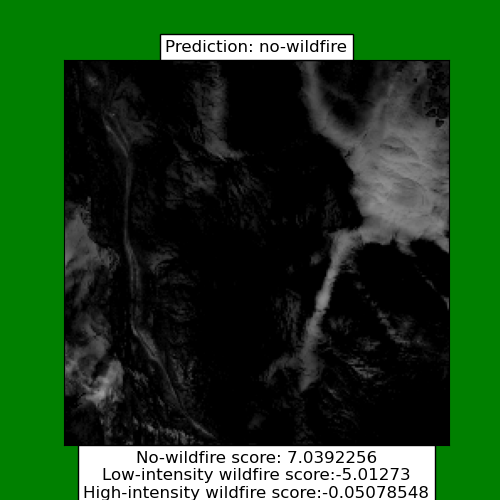 Prediction: no-wildfire
No-wildfire score: 7.0392256
Low-intensity wildfire score:-5.01273
High-intensity wildfire score:-0.05078548